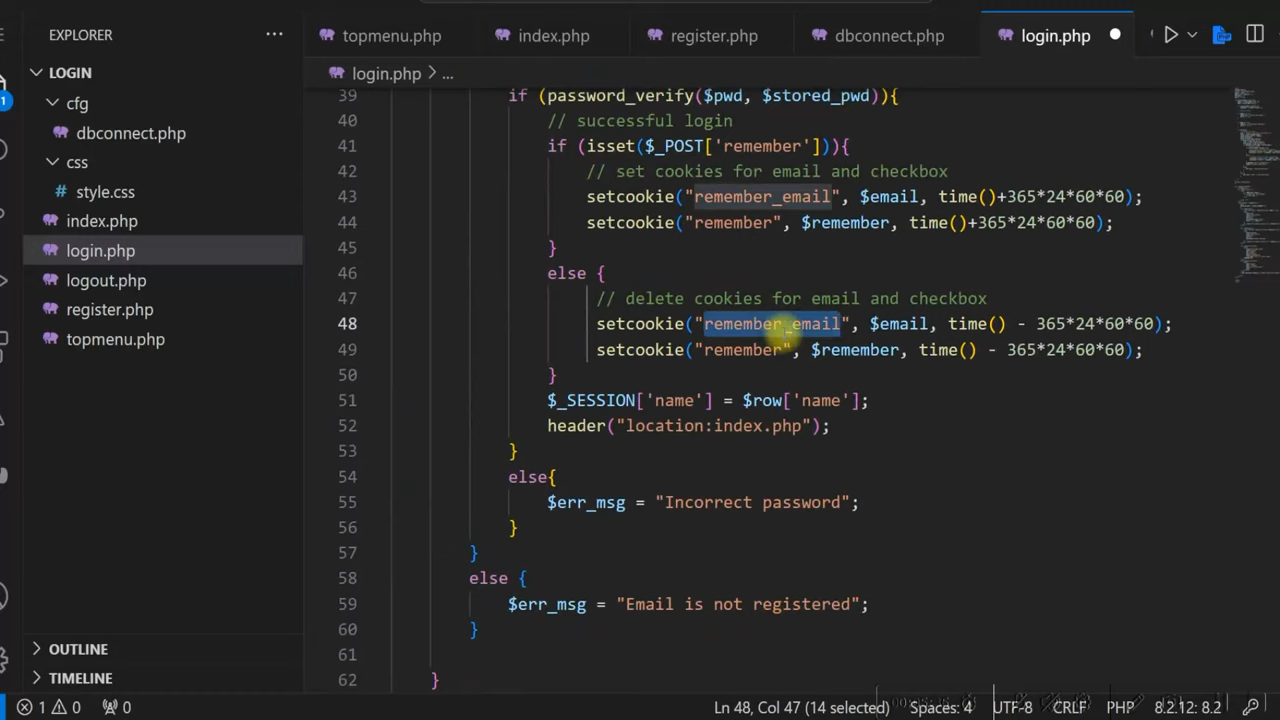 EXPLORER
topmenu.php
index.php
register.php
dbconnect.php
login.php
LOGIN
login.php > ...
cfg
dbconnect.php
css
# style.css
index.php
login.php
logout.php
register.php
topmenu.php
39 if (password_verify($pwd, $stored_pwd)){
40 // successful login
41 if (isset($_POST['remember'])){
42 // set cookies for email and checkbox
43 setcookie("remember_email", $email, time()+365*24*60*60);
44 setcookie("remember", $remember, time()+365*24*60*60);
45 }
46 else {
47 // delete cookies for email and checkbox
48 setcookie("remember_email", $email, time() - 365*24*60*60);
49 setcookie("remember", $remember, time() - 365*24*60*60);
50 }
51 $_SESSION['name'] = $row['name'];
52 header("location:index.php");
53 }
54 else{
55 $err_msg = "Incorrect password";
56 }
57 }
58 else {
59 $err_msg = "Email is not registered";
60 }
61
62 }
OUTLINE
TIMELINE
1
1 0 0 Ln 48, Col 47 (14 selected) Spaces: 4 UTF-8 CRLF PHP 8.2.12: 8.2